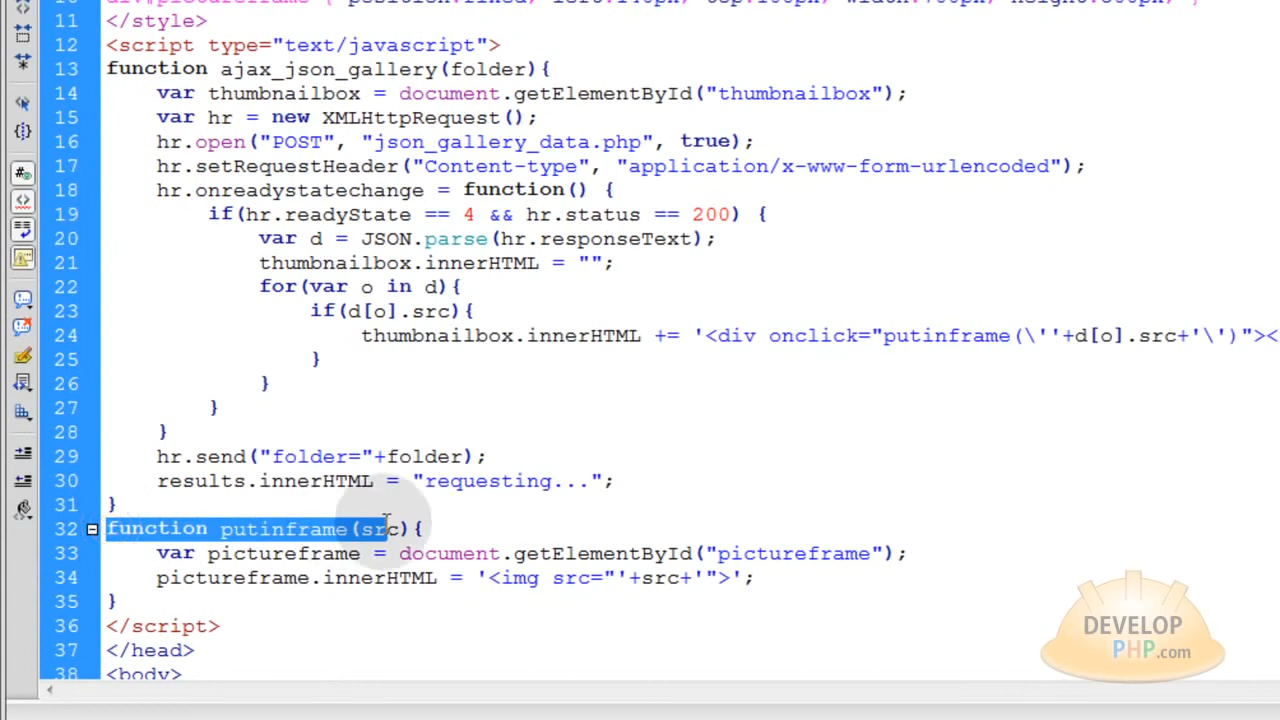 11 </style>
12 <script type="text/javascript">
13 function ajax_json_gallery(folder){
14 var thumbnailbox = document.getElementById("thumbnailbox");
15 var hr = new XMLHttpRequest();
16 hr.open("POST", "json_gallery_data.php", true);
17 hr.setRequestHeader("Content-type", "application/x-www-form-urlencoded");
18 hr.onreadystatechange = function() {
19 if(hr.readyState == 4 && hr.status == 200) {
20 var d = JSON.parse(hr.responseText);
21 thumbnailbox.innerHTML = "";
22 for(var o in d){
23 if(d[o].src){
24 thumbnailbox.innerHTML += '<div onclick="putinframe(\''+d[o].src+'\')"><
25 }
26 }
27 }
28 }
29 hr.send("folder="+folder);
30 results.innerHTML = "requesting...";
31 }
32 function putinframe(src){
33 var pictureframe = document.getElementById("pictureframe");
34 pictureframe.innerHTML = '<img src="'+src+'">';
35 }
36 </script>
37 </head>
38 <body>
DEVELOP
PHP.com